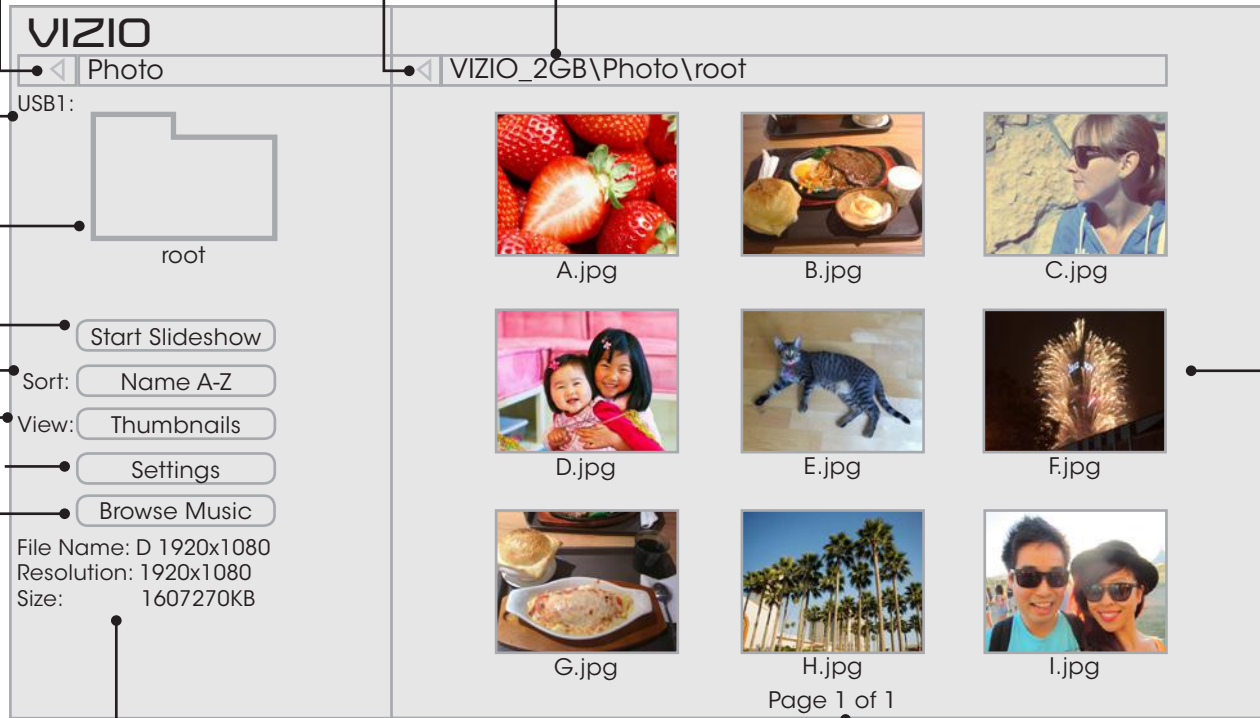 VIZIO
Photo
USB1:
root
Start Slideshow
Sort: Name A-Z
View: Thumbnails
Settings
Browse Music
File Name: D 1920x1080
Resolution: 1920x1080
Size: 1607270KB
VIZIO_2GB\Photo\root
A.jpg B.jpg C.jpg
D.jpg E.jpg F.jpg
G.jpg H.jpg I.jpg
Page 1 of 1